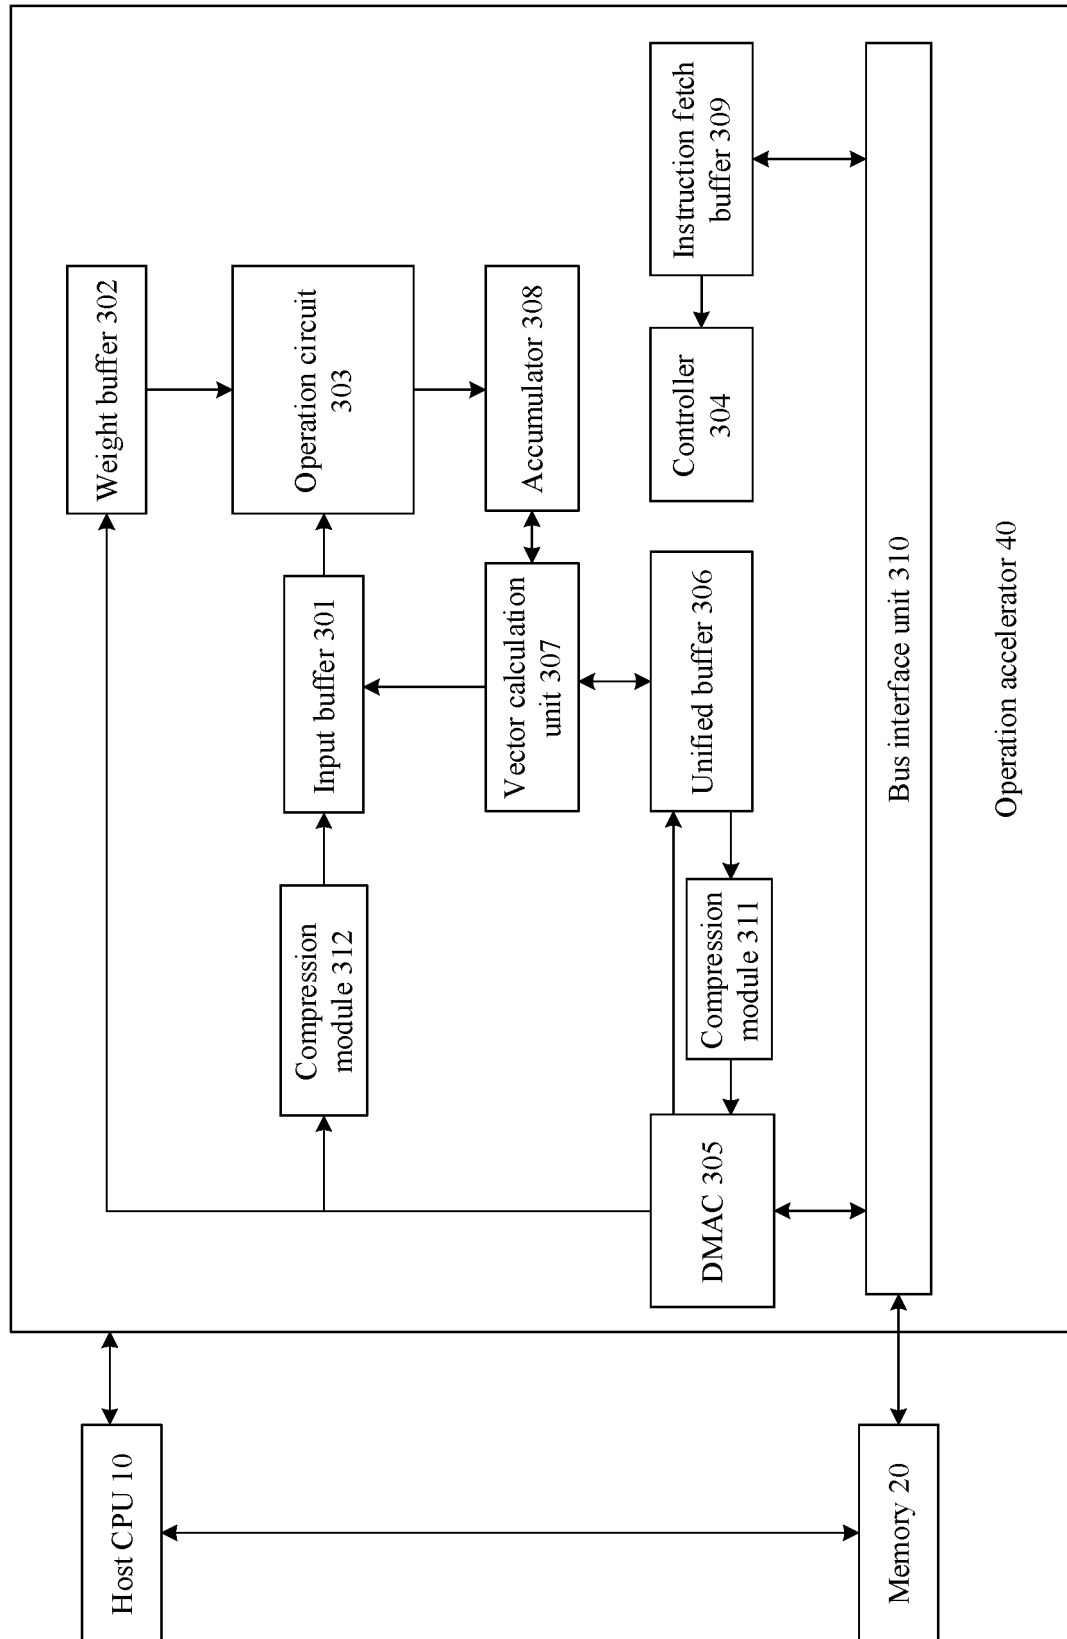 Host CPU 10
Memory 20
Weight buffer 302
Compression
module 312
Input buffer 301
Operation circuit
303
Vector calculation
unit 307
Accumulator 308
DMAC 305
Compression
module 311
Unified buffer 306
Controller
304
Instruction fetch
buffer 309
Bus interface unit 310
Operation accelerator 40